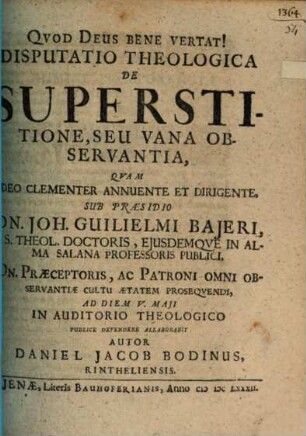 1364.
QVOD DEUS BENE VERTAT!
DISPUTATIO THEOLOGICA
DE
SUPERSTI-
TIONE, SEU VANA OB-
SERVANTIA,
QVAM
DEO CLEMENTER ANNUENTE ET DIRIGENTE,
SUB PRÆSIDIO
DN. JOH. GUILIELMI BAJERI,
S. THEOL. DOCTORIS, EJUSDEMQVE IN AL-
MA SALANA PROFESSORIS PUBLICI.
DN. PRÆCEPTORIS, AC PATRONI OMNI OB-
SERVANTIÆ CULTU ÆTATEM PROSEQVENDI,
AD DIEM V. MAJI
IN AUDITORIO THEOLOGICO
PUBLICE DEFENDERE ALLABORABIT
AUTOR
DANIEL JACOB BODINUS,
RINTHELIENSIS.
JENÆ, Literis BAUHOFERIANIS, Anno cIɔ Iɔc LXXXII.